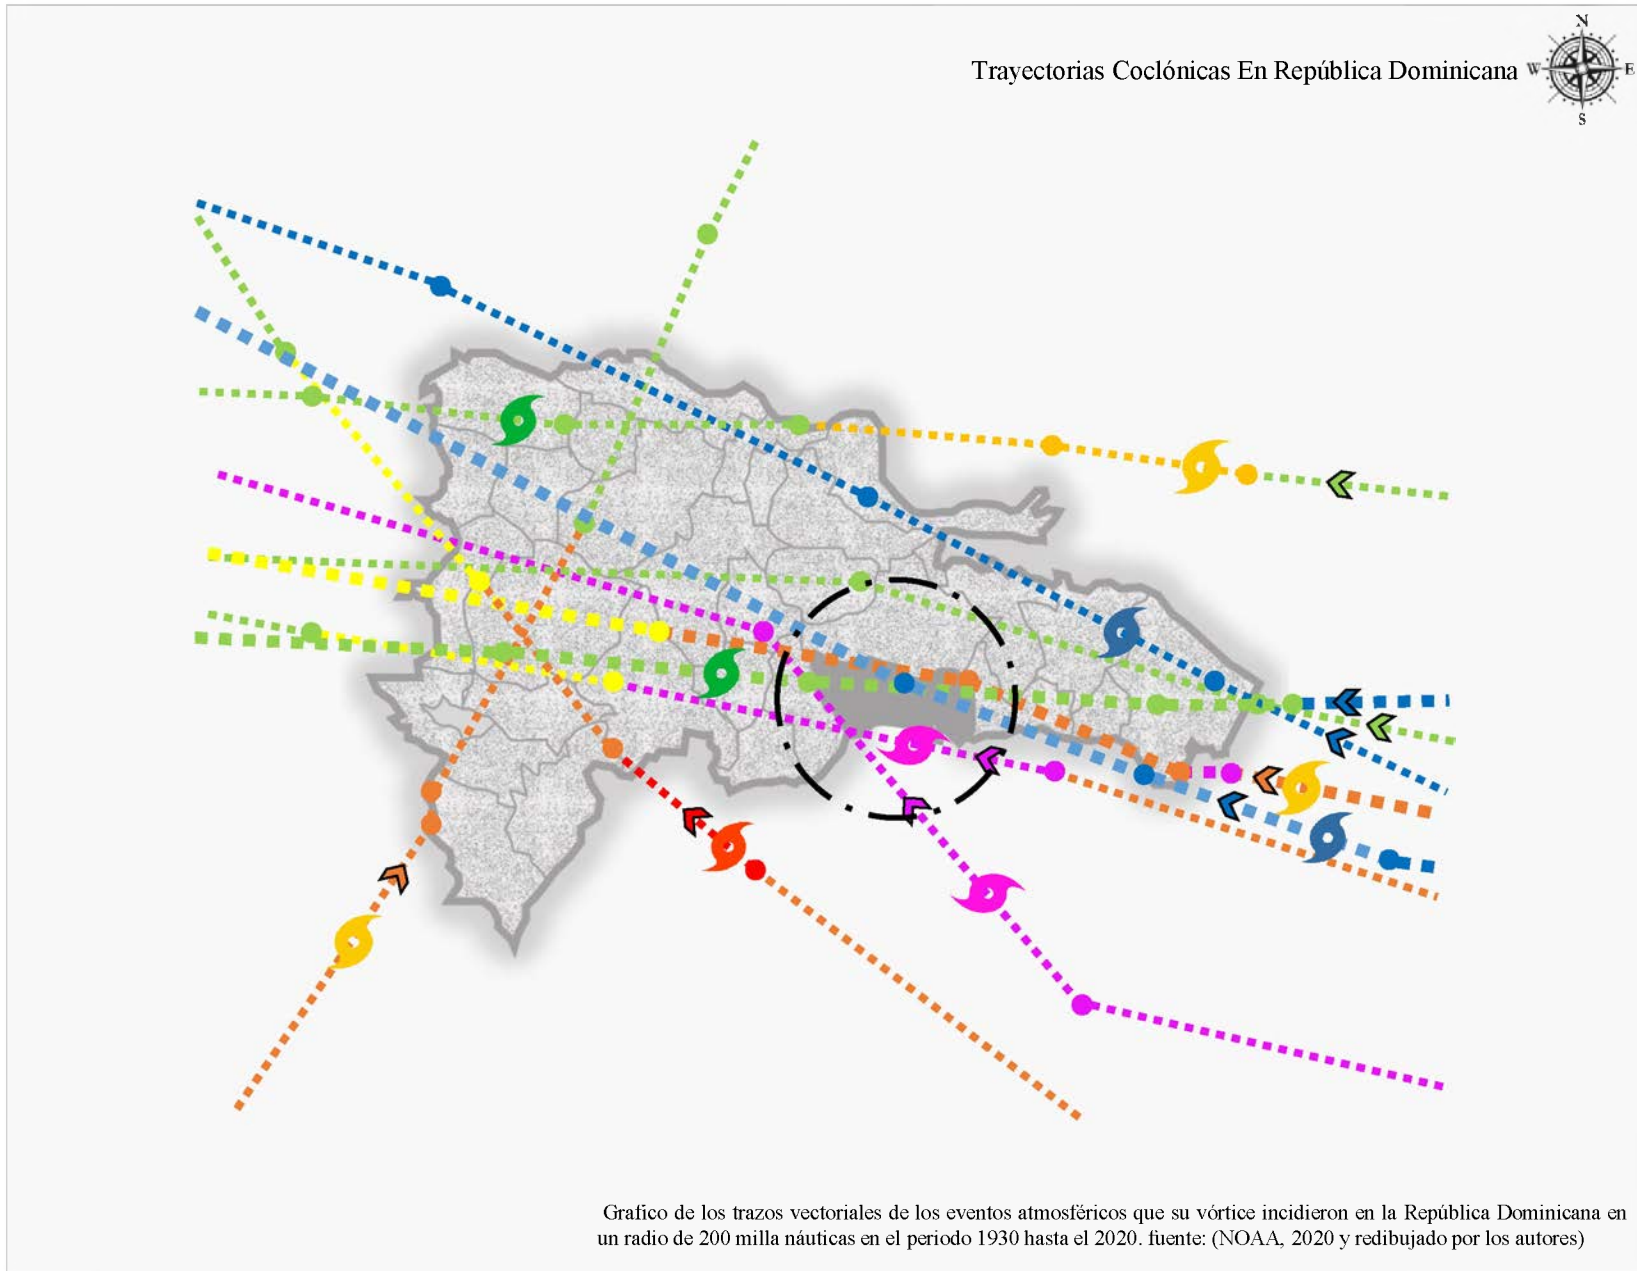 N
Trayectorias Coclónicas En República Dominicana W E
S
Grafico de los trazos vectoriales de los eventos atmosféricos que su vórtice incidieron en la República Dominicana en
un radio de 200 milla náuticas en el periodo 1930 hasta el 2020. fuente: (NOAA, 2020 y redibujado por los autores)